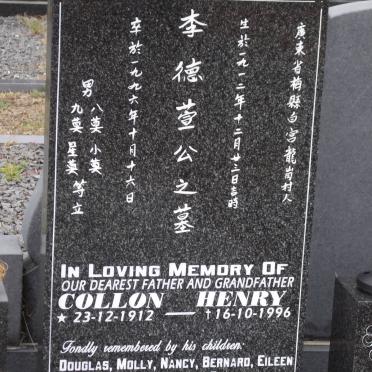 廣東省梅縣白宮龍崗村人
生於一九一二年十二月廿三日吉時
李德萱公之墓
卒於一九九六年十月十六日
男 八英 小英
九英 星英 等立
IN LOVING MEMORY OF
OUR DEAREST FATHER AND GRANDFATHER
COLLON HENRY
★ 23-12-1912 — †16-10-1996
Fondly remembered by his children:
DOUGLAS, MOLLY, NANCY, BERNARD, EILEEN